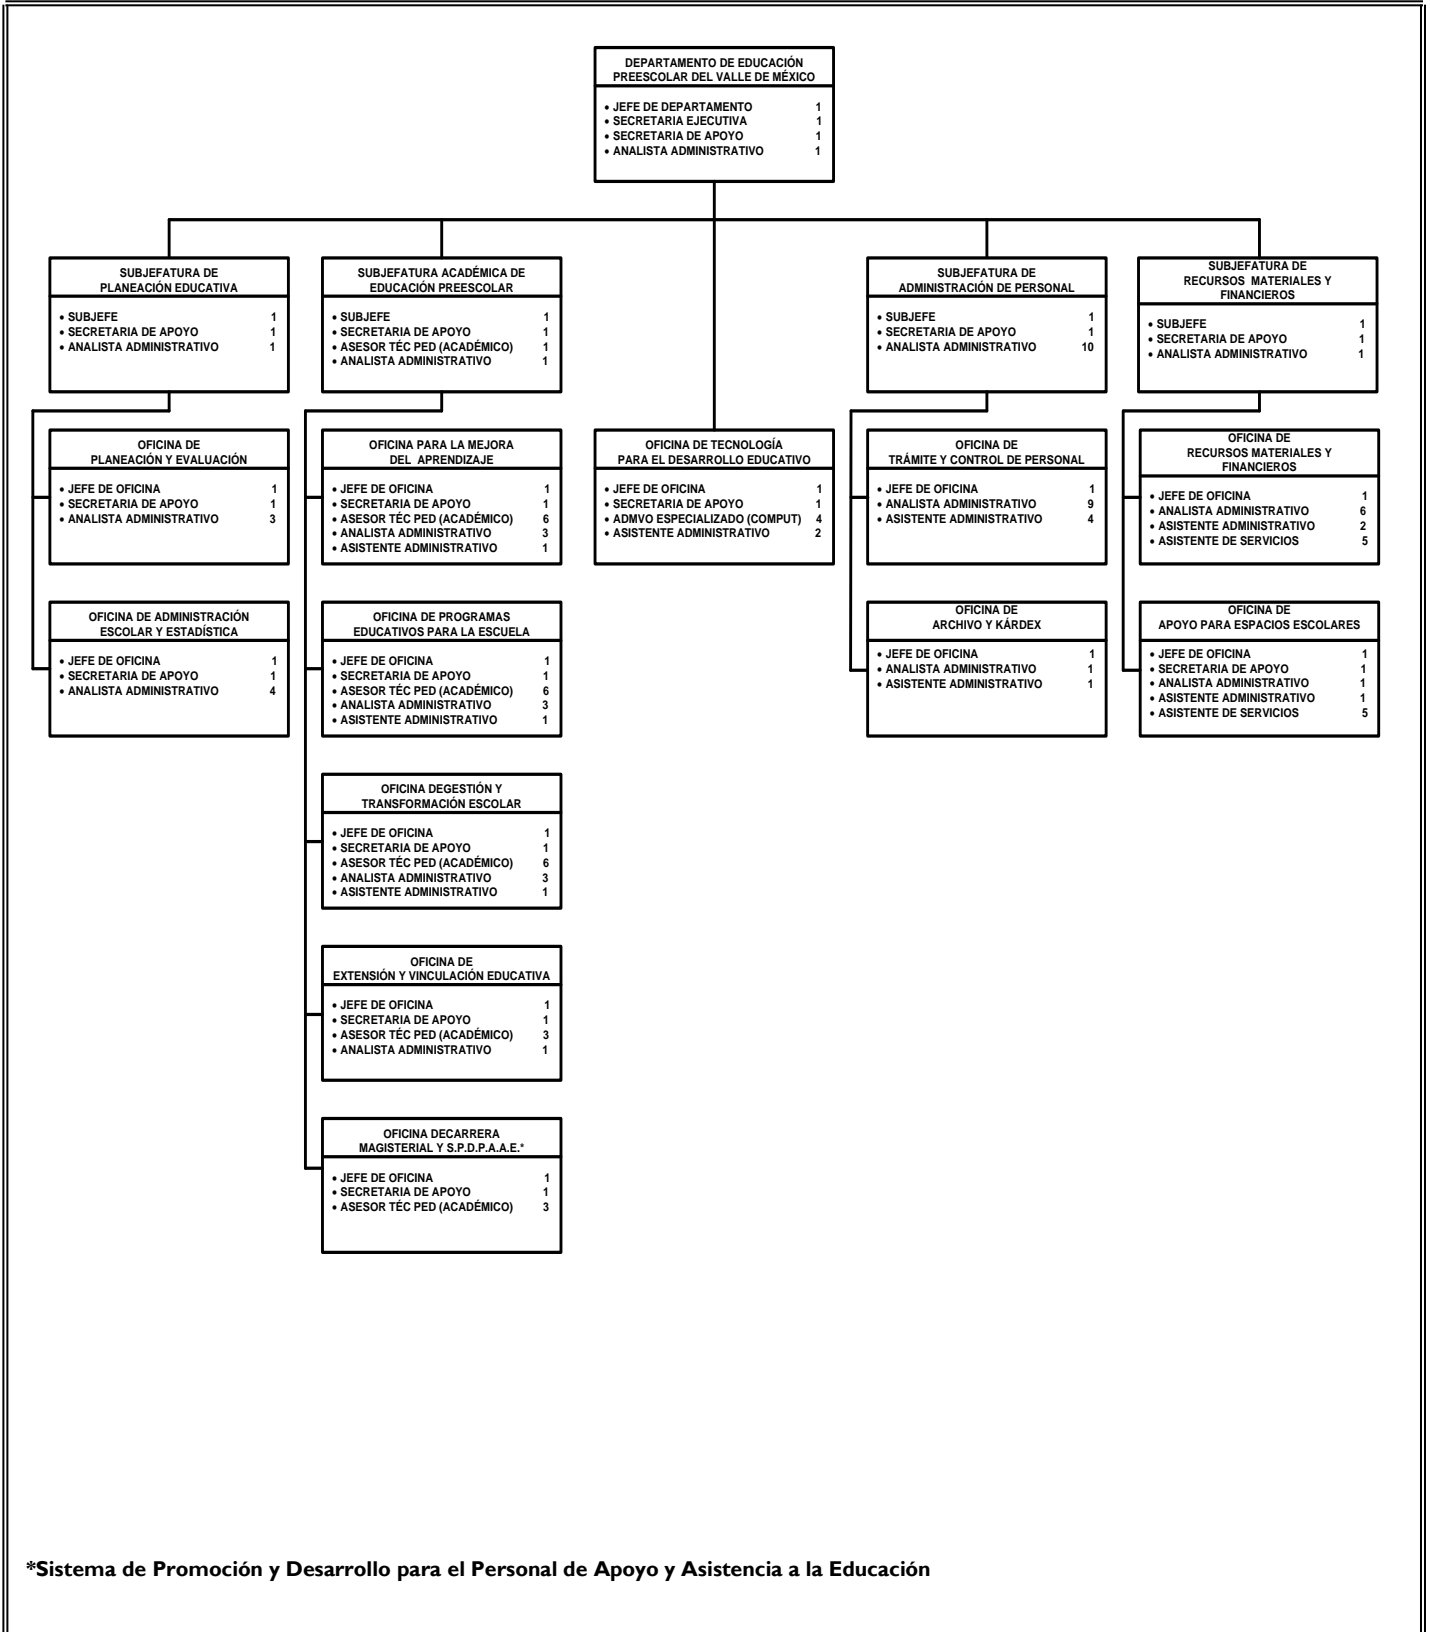 DEPARTAMENTO DE EDUCACIÓN
PREESCOLAR DEL VALLE DE MÉXICO
• JEFE DE DEPARTAMENTO 1
• SECRETARIA EJECUTIVA 1
• SECRETARIA DE APOYO 1
• ANALISTA ADMINISTRATIVO 1
SUBJEFATURA DE
PLANEACIÓN EDUCATIVA
• SUBJEFE 1
• SECRETARIA DE APOYO 1
• ANALISTA ADMINISTRATIVO 1
SUBJEFATURA ACADÉMICA DE
EDUCACIÓN PREESCOLAR
• SUBJEFE 1
• SECRETARIA DE APOYO 1
• ASESOR TÉC PED (ACADÉMICO) 1
• ANALISTA ADMINISTRATIVO 1
SUBJEFATURA DE
ADMINISTRACIÓN DE PERSONAL
• SUBJEFE 1
• SECRETARIA DE APOYO 1
• ANALISTA ADMINISTRATIVO 10
SUBJEFATURA DE
RECURSOS MATERIALES Y
FINANCIEROS
• SUBJEFE 1
• SECRETARIA DE APOYO 1
• ANALISTA ADMINISTRATIVO 1
OFICINA DE
PLANEACIÓN Y EVALUACIÓN
• JEFE DE OFICINA 1
• SECRETARIA DE APOYO 1
• ANALISTA ADMINISTRATIVO 3
OFICINA PARA LA MEJORA
DEL APRENDIZAJE
• JEFE DE OFICINA 1
• SECRETARIA DE APOYO 1
• ASESOR TÉC PED (ACADÉMICO) 6
• ANALISTA ADMINISTRATIVO 3
• ASISTENTE ADMINISTRATIVO 1
OFICINA DE TECNOLOGÍA
PARA EL DESARROLLO EDUCATIVO
• JEFE DE OFICINA 1
• SECRETARIA DE APOYO 1
• ADMVO ESPECIALIZADO (COMPUT) 4
• ASISTENTE ADMINISTRATIVO 2
OFICINA DE
TRÁMITE Y CONTROL DE PERSONAL
• JEFE DE OFICINA 1
• ANALISTA ADMINISTRATIVO 9
• ASISTENTE ADMINISTRATIVO 4
OFICINA DE
RECURSOS MATERIALES Y
FINANCIEROS
• JEFE DE OFICINA 1
• ANALISTA ADMINISTRATIVO 6
• ASISTENTE ADMINISTRATIVO 2
• ASISTENTE DE SERVICIOS 5
OFICINA DE ADMINISTRACIÓN
ESCOLAR Y ESTADÍSTICA
• JEFE DE OFICINA 1
• SECRETARIA DE APOYO 1
• ANALISTA ADMINISTRATIVO 4
OFICINA DE PROGRAMAS
EDUCATIVOS PARA LA ESCUELA
• JEFE DE OFICINA 1
• SECRETARIA DE APOYO 1
• ASESOR TÉC PED (ACADÉMICO) 6
• ANALISTA ADMINISTRATIVO 3
• ASISTENTE ADMINISTRATIVO 1
OFICINA DE
ARCHIVO Y KÁRDEX
• JEFE DE OFICINA 1
• ANALISTA ADMINISTRATIVO 1
• ASISTENTE ADMINISTRATIVO 1
OFICINA DE
APOYO PARA ESPACIOS ESCOLARES
• JEFE DE OFICINA 1
• SECRETARIA DE APOYO 1
• ANALISTA ADMINISTRATIVO 1
• ASISTENTE ADMINISTRATIVO 1
• ASISTENTE DE SERVICIOS 5
OFICINA DEGESTIÓN Y
TRANSFORMACIÓN ESCOLAR
• JEFE DE OFICINA 1
• SECRETARIA DE APOYO 1
• ASESOR TÉC PED (ACADÉMICO) 6
• ANALISTA ADMINISTRATIVO 3
• ASISTENTE ADMINISTRATIVO 1
OFICINA DE
EXTENSIÓN Y VINCULACIÓN EDUCATIVA
• JEFE DE OFICINA 1
• SECRETARIA DE APOYO 1
• ASESOR TÉC PED (ACADÉMICO) 3
• ANALISTA ADMINISTRATIVO 1
OFICINA DECARRERA
MAGISTERIAL Y S.P.D.P.A.A.E.*
• JEFE DE OFICINA 1
• SECRETARIA DE APOYO 1
• ASESOR TÉC PED (ACADÉMICO) 3
*Sistema de Promoción y Desarrollo para el Personal de Apoyo y Asistencia a la Educación